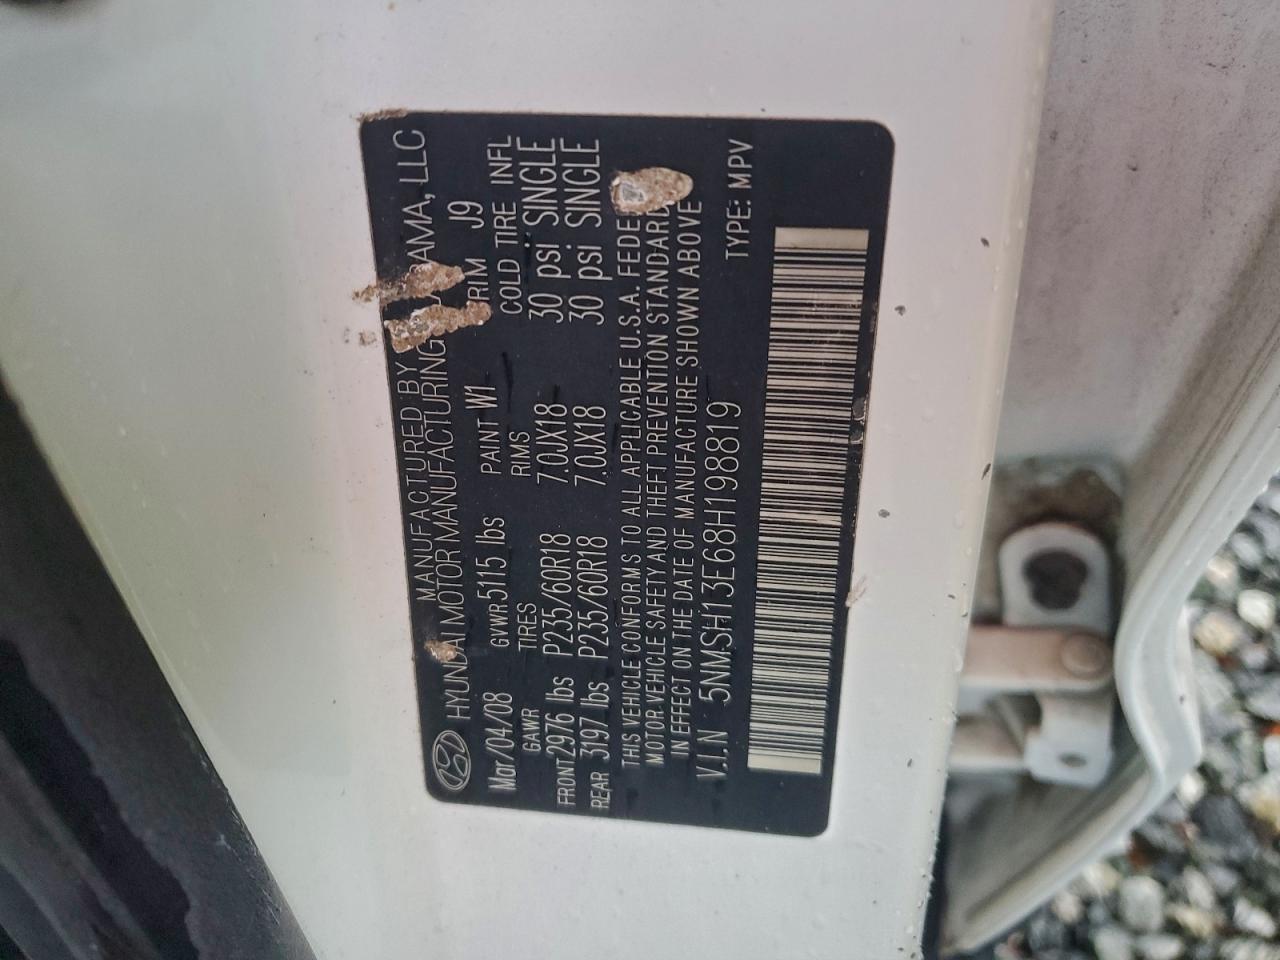 MANUFACTURED BY
HYUNDAI MOTOR MANUFACTURING AMA, LLC
Mar/04/08 GVWR 5115 lbs PAINT W1 TRIM J9
GAWR TIRES RIMS COLD TIRE INFL
FRONT 2976 lbs P235/60R18 7.0JX18 30 psi SINGLE
REAR 3197 lbs P235/60R18 7.0JX18 30 psi SINGLE
THIS VEHICLE CONFORMS TO ALL APPLICABLE U.S.A. FEDE
MOTOR VEHICLE SAFETY AND THEFT PREVENTION STANDARD
IN EFFECT ON THE DATE OF MANUFACTURE SHOWN ABOVE
V.I.N 5NMSH13E68H198819 TYPE: MPV